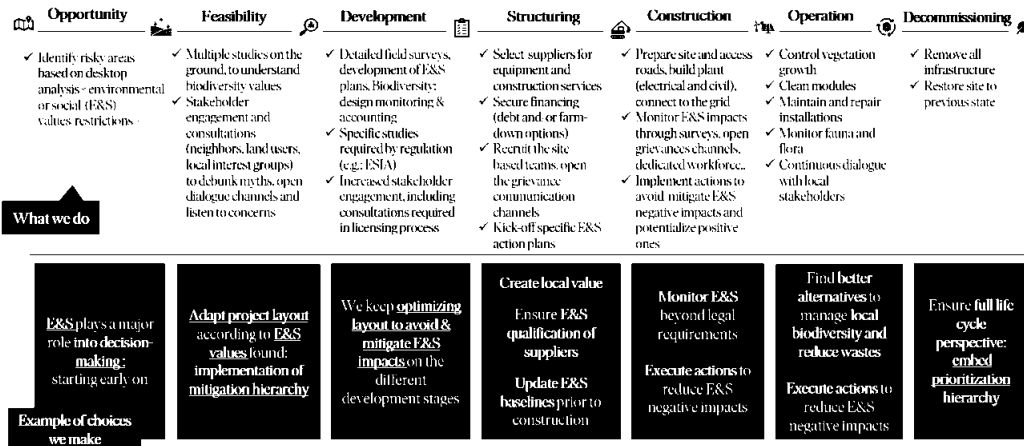 Opportunity
Identify risky areas
based on desktop
analysis - environmental
or social (E&S)
values/restrictions
Feasibility
Multiple studies on the
ground, to understand
biodiversity values
Stakeholder
engagement and
consultations
(neighbors, land users,
local interest groups)
to debunk myths, open
dialogue channels and
listen to concerns
Development
Detailed field surveys,
development of E&S
plans, Biodiversity:
design monitoring &
accounting
Specific studies
required by regulation
(e.g.: ESIA)
Increased stakeholder
engagement, including
consultations required
in licensing process
Structuring
Select suppliers for
equipment and
construction services
Secure financing
(debt and/or farm-
down options)
Recruit the site
based teams, open
the grievance
communication
channels
Kick-off specific E&S
action plans
Construction
Prepare site and access
roads, build plant
(electrical and civil),
connect to the grid
Monitor E&S impacts
through surveys, open
grievances channels,
dedicated workforce..
Implement actions to
avoid/mitigate E&S
negative impacts and
potentialize positive
ones
Operation
Control vegetation
growth
Clean modules
Maintain and repair
installations
Monitor fauna and
flora
Continuous dialogue
with local
stakeholders
Decommissioning
Remove all
infrastructure
Restore site to
previous state
What we do
E&S plays a major
role into decision-
making :
starting early on
Adapt project layout
according to E&S
values found:
implementation of
mitigation hierarchy
We keep optimizing
layout to avoid &
mitigate E&S
impacts on the
different
development stages
Create local value
Ensure E&S
qualification of
suppliers
Update E&S
baselines prior to
construction
Monitor E&S
beyond legal
requirements
Execute actions to
reduce E&S
negative impacts
Find better
alternatives to
manage local
biodiversity and
reduce wastes
Execute actions to
reduce E&S
negative impacts
Ensure full life
cycle
perspective:
embed
prioritization
hierarchy
Example of choices
we make